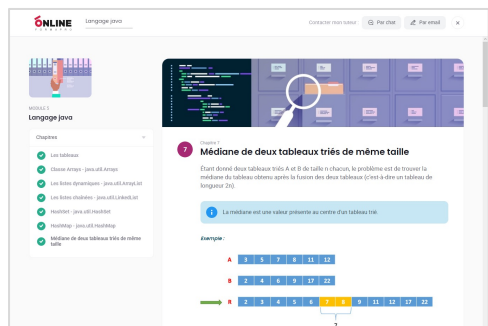 ONLINE
FORMAPRO
Langage java
Contacter mon tuteur :
Par chat
Par email
×
MODULE 5
Langage java
Chapitres
Les tableaux
Classe Arrays - java.util.Arrays
Les listes dynamiques - java.util.ArrayList
Les listes chaînées - java.util.LinkedList
HashSet - java.util.HashSet
HashMap - java.util.HashMap
Médiane de deux tableaux triés de même
taille
Chapitre 7
7 Médiane de deux tableaux triés de même taille
Étant donné deux tableaux triés A et B de taille n chacun, le problème est de trouver la
médiane du tableau obtenu après la fusion des deux tableaux (c'est-à-dire un tableau de
longueur 2n).
i La médiane est une valeur présente au centre d'un tableau trié.
Exemple :
A 3 5 7 8 11 12
B 2 4 6 9 17 22
R 2 3 4 5 6 7 8 9 11 12 17 22